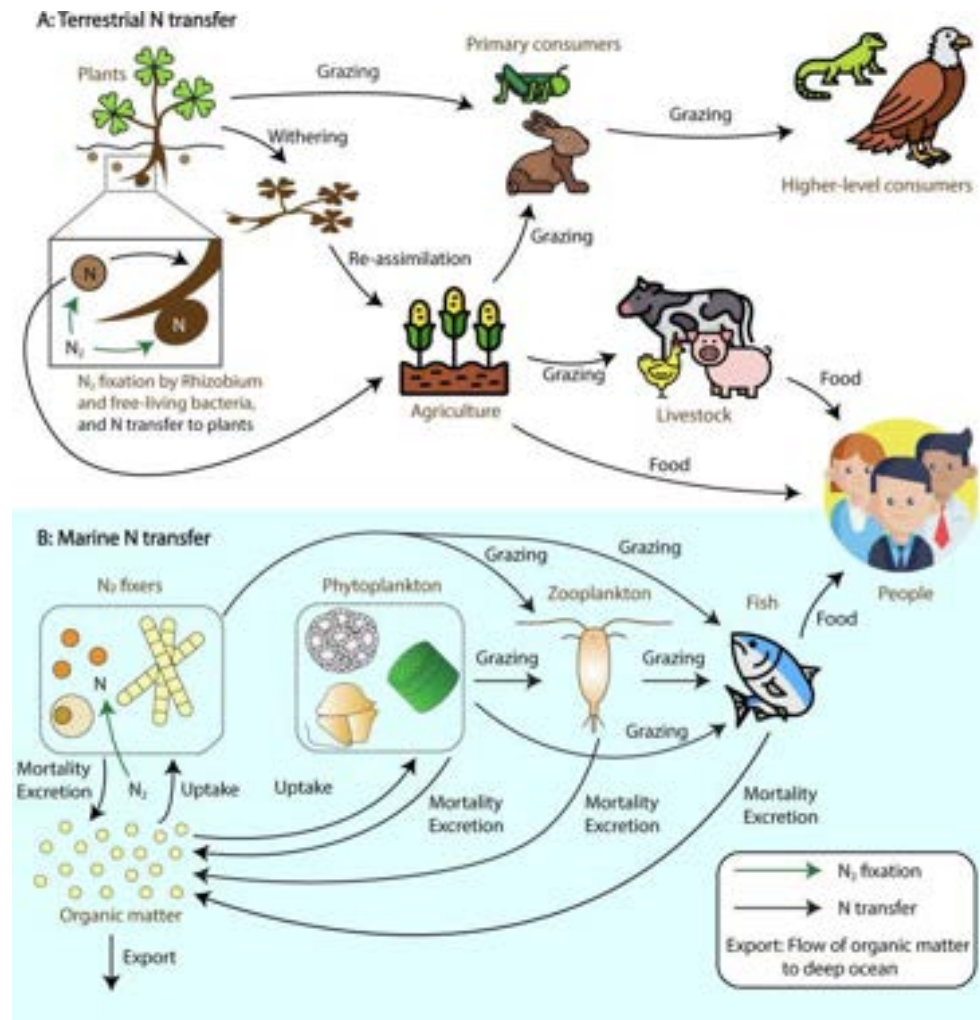 A: Terrestrial N transfer
Plants
Grazing
Primary consumers
Withering
Grazing
Higher-level consumers
Grazing
Re-assimilation
N
N
N₂
N₂ fixation by Rhizobium
and free-living bacteria,
and N transfer to plants
Agriculture
Grazing
Livestock
Food
Food
B: Marine N transfer
N₂ fixers
Phytoplankton
Grazing
Grazing
Zooplankton
Fish
People
Food
N
Grazing
Grazing
Grazing
Mortality
Excretion
N₂
Uptake
Uptake
Mortality
Excretion
Mortality
Excretion
Mortality
Excretion
Organic matter
Export
N₂ fixation
N transfer
Export: Flow of organic matter
to deep ocean